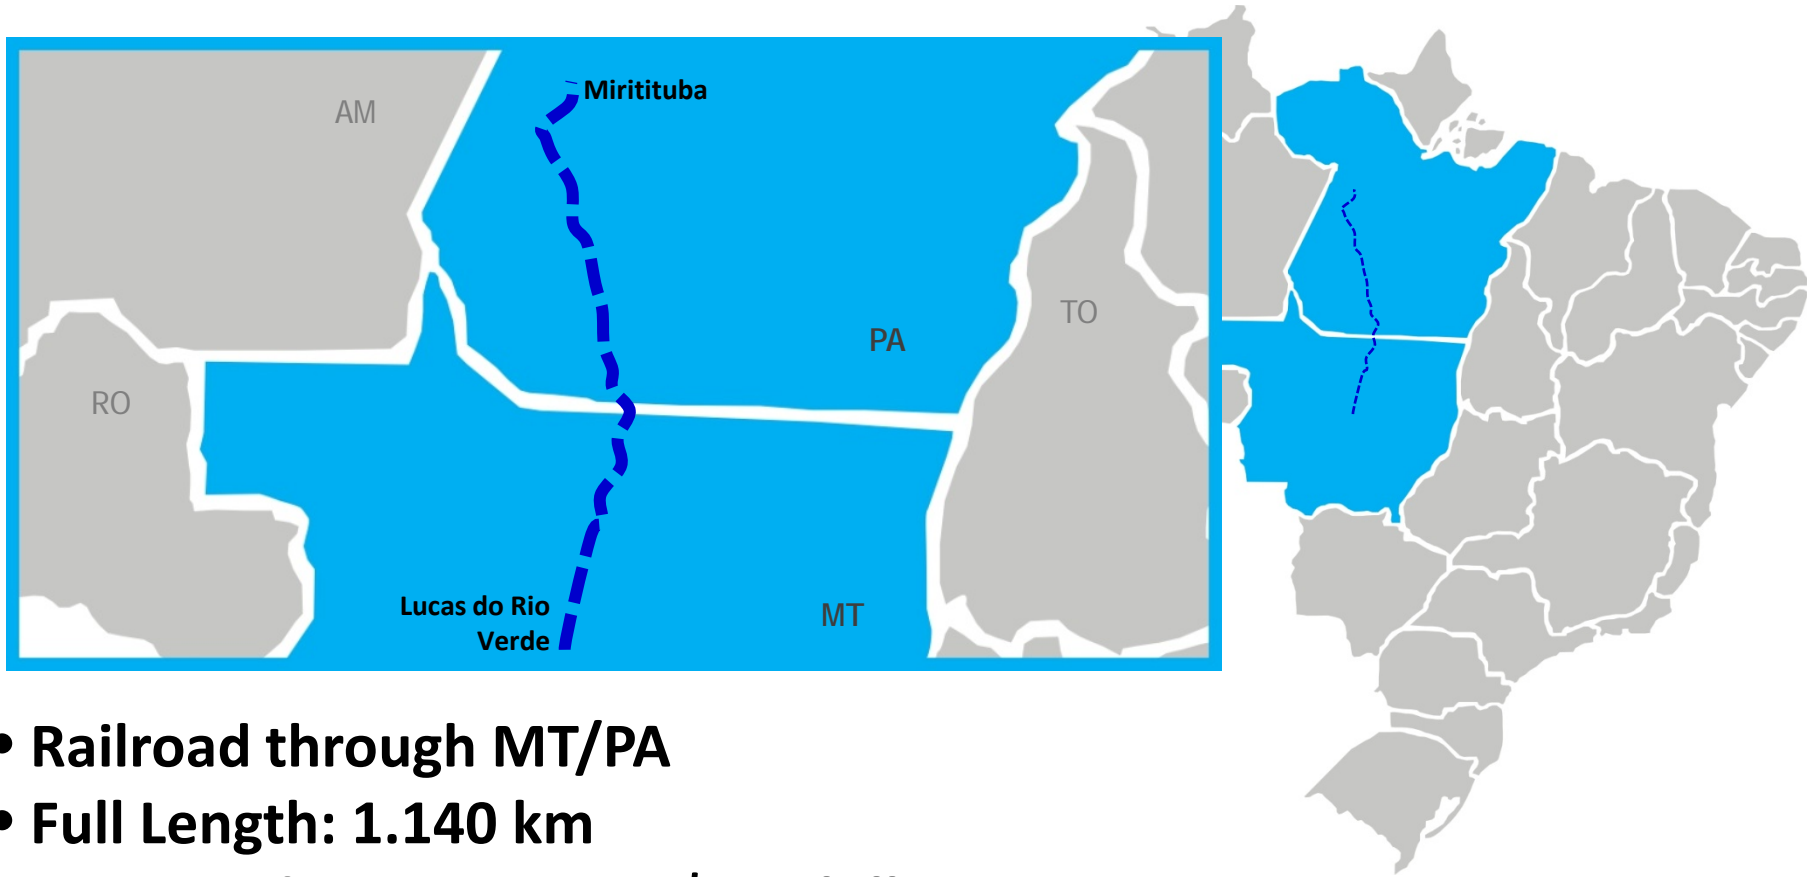 Miritituba
AM
TO
PA
RO
Lucas do Rio
Verde
MT
• Railroad through MT/PA
• Full Length: 1.140 km